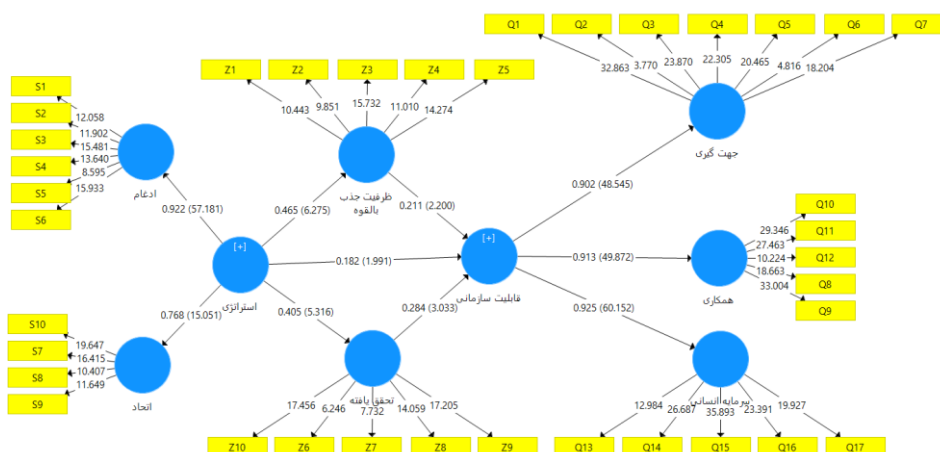 Q1 Q2 Q3 Q4 Q5 Q6 Q7
32.863 3.770 23.870 22.305 20.465 4.816 18.204
جهت گیری
Z1 Z2 Z3 Z4 Z5
10.443 9.851 15.732 11.010 14.274
ظرفیت جذب
بالقوه
S1
S2
S3
S4
S5
S6
12.058
11.902
15.481
13.640
8.595
15.933
ادغام
0.922 (57.181)
0.465 (6.275)
0.211 (2.200)
0.902 (48.545)
[+]
استراتژی
0.182 (1.991)
[+]
قابلیت سازمانی
0.913 (49.872)
همکاری
29.346
27.463
10.224
18.663
33.004
Q10
Q11
Q12
Q8
Q9
0.768 (15.051)
0.405 (5.316)
0.284 (3.033)
0.925 (60.152)
S10
S7
S8
S9
19.647
16.415
10.407
11.649
اتحاد
تحقق یافته
17.456 6.246 7.732 14.059 17.205
Z10 Z6 Z7 Z8 Z9
سرمایه انسانی
12.984 26.687 35.893 23.391 19.927
Q13 Q14 Q15 Q16 Q17